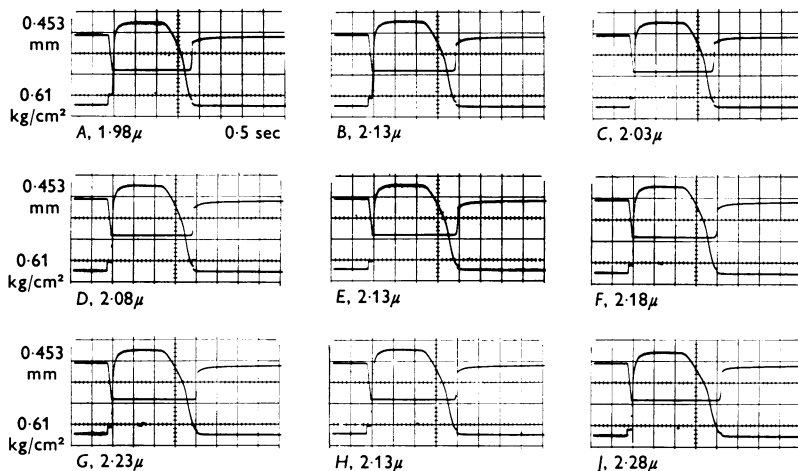 0·453
mm
0·61
kg/cm²
A, 1·98μ
0·5 sec
B, 2·13μ
C, 2·03μ
0·453
mm
0·61
kg/cm²
D, 2·08μ
E, 2·13μ
F, 2·18μ
0·453
mm
0·61
kg/cm²
G, 2·23μ
H, 2·13μ
J, 2·28μ